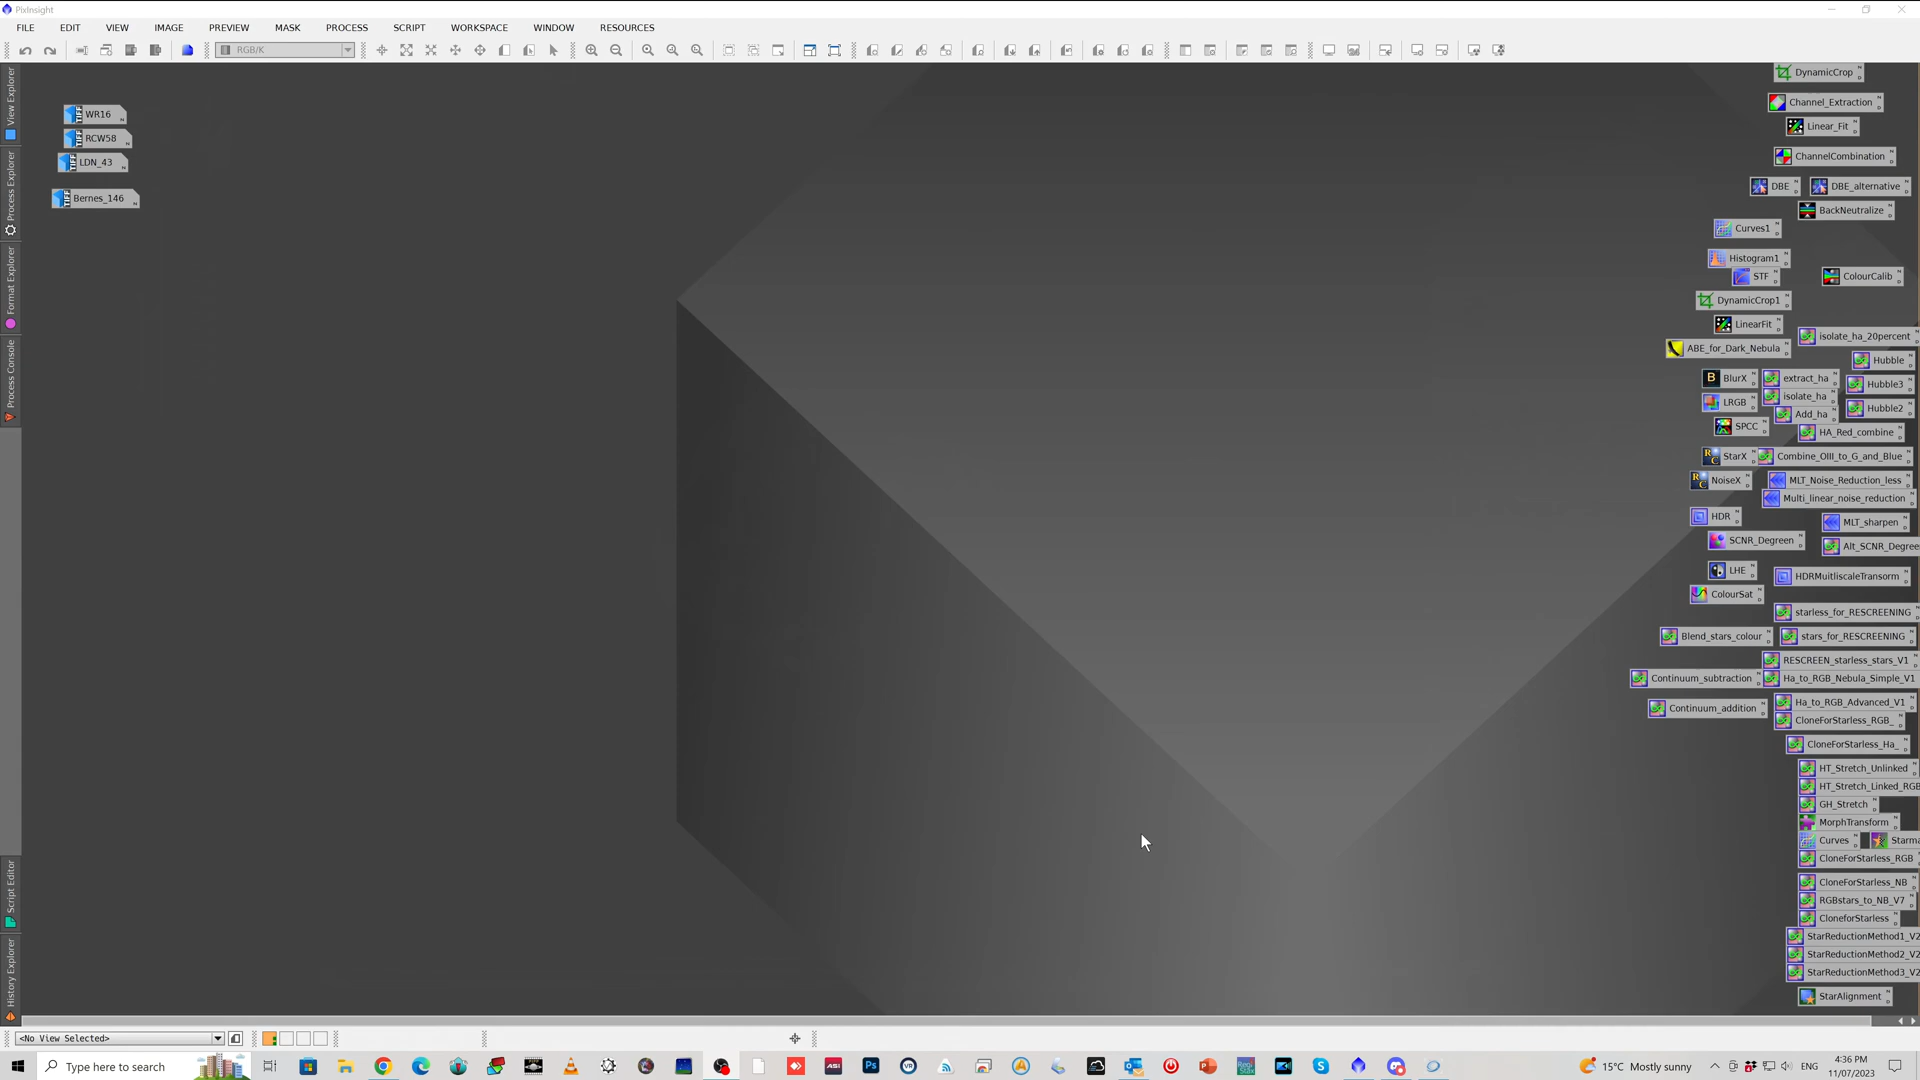 PixInsight
FILE EDIT VIEW IMAGE PREVIEW MASK PROCESS SCRIPT WORKSPACE WINDOW RESOURCES
RGB/K
View Explorer
Process Explorer
Format Explorer
Process Console
Script Editor
History Explorer
WR16
RCW58
LDN_43
Bernes_146
DynamicCrop
Channel_Extraction
Linear_Fit
ChannelCombination
DBE DBE_alternative
BackNeutralize
Curves1
Histogram1
STF ColourCalib
DynamicCrop1
LinearFit
isolate_ha_20percent
ABE_for_Dark_Nebula
Hubble
BlurX extract_ha Hubble3
isolate_ha
LRGB Hubble2
Add_ha
SPCC HA_Red_combine
StarX Combine_OIII_to_G_and_Blue
NoiseX MLT_Noise_Reduction_less
Multi_linear_noise_reduction
HDR MLT_sharpen
SCNR_Degreen Alt_SCNR_Degree
LHE HDRMuitliscaleTransorm
ColourSat
starless_for_RESCREENING
Blend_stars_colour stars_for_RESCREENING
RESCREEN_starless_stars_V1
Continuum_subtraction Ha_to_RGB_Nebula_Simple_V1
Continuum_addition Ha_to_RGB_Advanced_V1
CloneForStarless_RGB_
CloneForStarless_Ha_
HT_Stretch_Unlinked
HT_Stretch_Linked_RGB
GH_Stretch
MorphTransform
Curves Starma
CloneForStarless_RGB
CloneForStarless_NB
RGBstars_to_NB_V7
CloneforStarless
StarReductionMethod1_V2
StarReductionMethod2_V2
StarReductionMethod3_V2
StarAlignment
<No View Selected>
Type here to search
15°C Mostly sunny
ENG
4:36 PM
11/07/2023